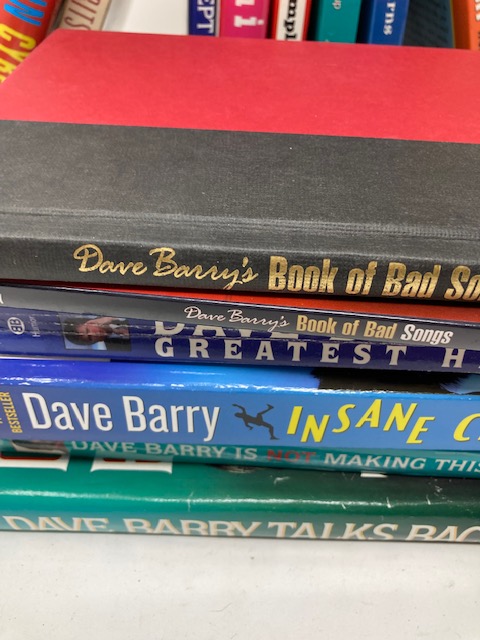 Dave Barry's Book of Bad So
Dave Barry's Book of Bad Songs
GREATEST H
BESTSELLER
Dave Barry INSANE C
DAVE BARRY IS NOT MAKING THIS
DAVE BARRY TALKS BAC